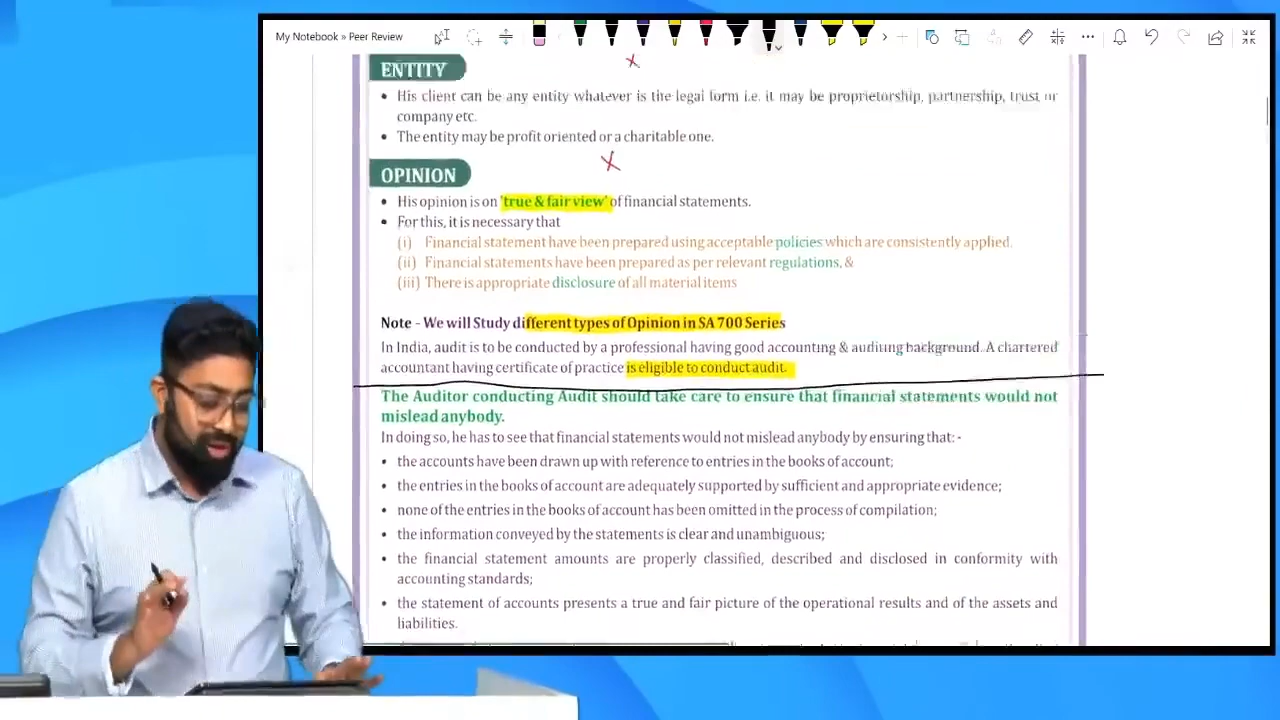 My Notebook » Peer Review
ENTITY
• His client can be any entity whatever is the legal form i.e. it may be proprietorship, partnership, trust or
company etc.
• The entity may be profit oriented or a charitable one.
OPINION
• His opinion is on 'true & fair view' of financial statements.
• For this, it is necessary that
(i) Financial statement have been prepared using acceptable policies which are consistently applied.
(ii) Financial statements have been prepared as per relevant regulations, &
(iii) There is appropriate disclosure of all material items
Note - We will Study different types of Opinion in SA 700 Series
In India, audit is to be conducted by a professional having good accounting & auditing background. A chartered
accountant having certificate of practice is eligible to conduct audit.
The Auditor conducting Audit should take care to ensure that financial statements would not
mislead anybody.
In doing so, he has to see that financial statements would not mislead anybody by ensuring that: -
• the accounts have been drawn up with reference to entries in the books of account;
• the entries in the books of account are adequately supported by sufficient and appropriate evidence;
• none of the entries in the books of account has been omitted in the process of compilation;
• the information conveyed by the statements is clear and unambiguous;
• the financial statement amounts are properly classified, described and disclosed in conformity with
accounting standards;
• the statement of accounts presents a true and fair picture of the operational results and of the assets and
liabilities.